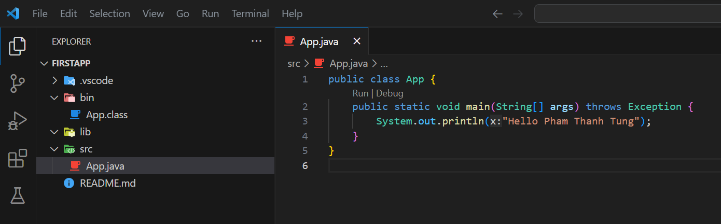 File Edit Selection View Go Run Terminal Help
EXPLORER
FIRSTAPP
.vscode
bin
App.class
lib
src
App.java
README.md
App.java
src > App.java > ...
1 public class App {
Run | Debug
2 public static void main(String[] args) throws Exception {
3 System.out.println(x:"Hello Pham Thanh Tung");
4 }
5 }
6